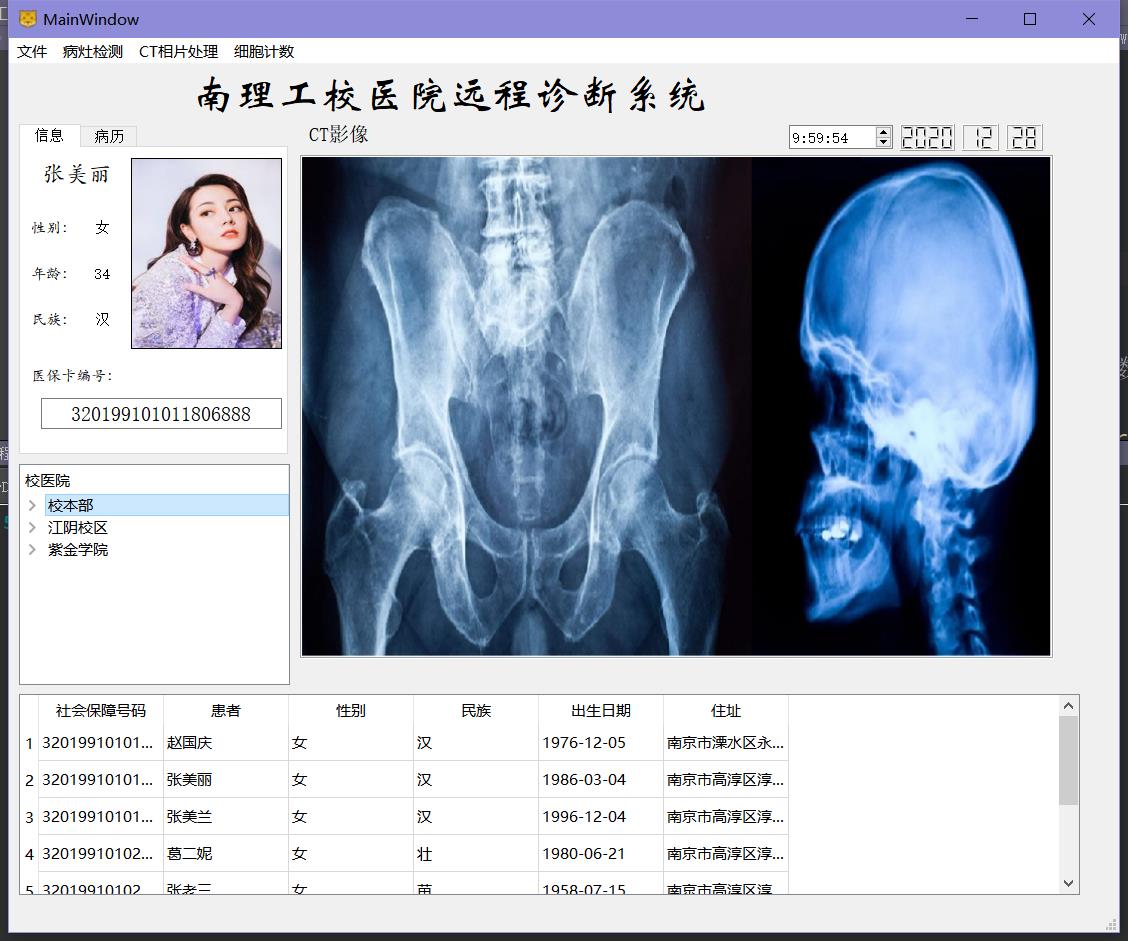 MainWindow
文件 病灶检测 CT相片处理 细胞计数
南理工校医院远程诊断系统
信息 病历
CT影像
9:59:54 2020 12 28
张美丽
性别： 女
年龄： 34
民族： 汉
医保卡编号：
320199101011806888
校医院
校本部
江阴校区
紫金学院
社会保障号码 患者 性别 民族 出生日期 住址
1 32019910101... 赵国庆 女 汉 1976-12-05 南京市溧水区永...
2 32019910101... 张美丽 女 汉 1986-03-04 南京市高淳区淳...
3 32019910101... 张美兰 女 汉 1996-12-04 南京市高淳区淳...
4 32019910102... 葛二妮 女 壮 1980-06-21 南京市高淳区淳...
5 32019910102 张老三 女 苗 1958-07-15 南京市高淳区淳